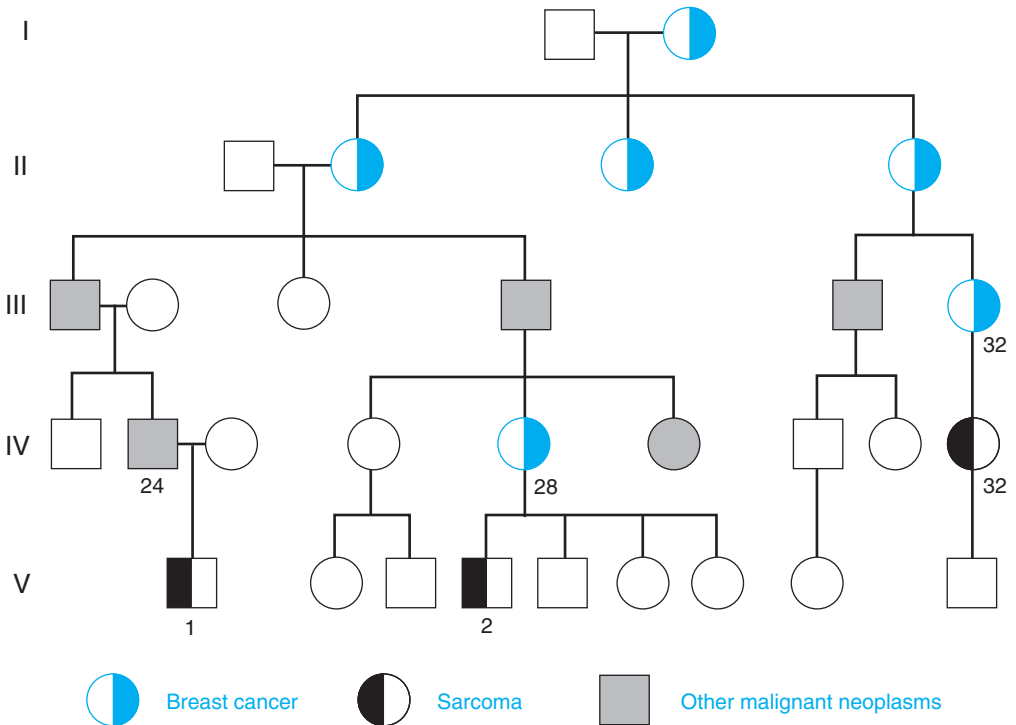 I
II
III
32
IV
24
28
32
V
1
2
Breast cancer
Sarcoma
Other malignant neoplasms